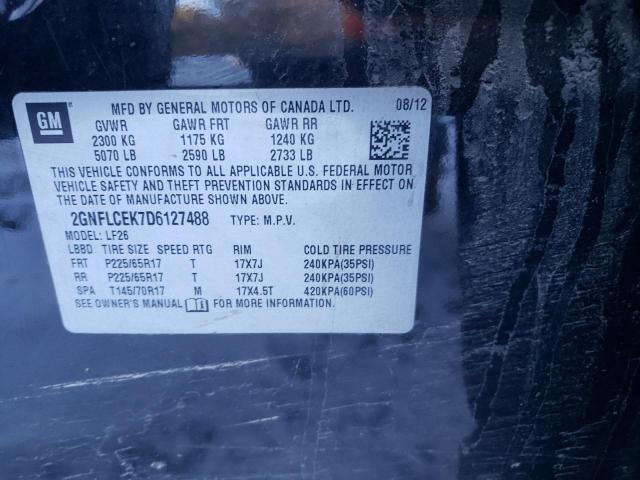 GM
MFD BY GENERAL MOTORS OF CANADA LTD. 08/12
GVWR GAWR FRT GAWR RR
2300 KG 1175 KG 1240 KG
5070 LB 2590 LB 2733 LB
THIS VEHICLE CONFORMS TO ALL APPLICABLE U.S. FEDERAL MOTOR
VEHICLE SAFETY AND THEFT PREVENTION STANDARDS IN EFFECT ON
THE DATE OF MANUFACTURE SHOWN ABOVE.
2GNFLCEK7D6127488 TYPE: M.P.V.
MODEL: LF26
LBBD TIRE SIZE SPEED RTG RIM COLD TIRE PRESSURE
FRT P225/65R17 T 17X7J 240KPA(35PSI)
RR P225/65R17 T 17X7J 240KPA(35PSI)
SPA T145/70R17 M 17X4.5T 420KPA(60PSI)
SEE OWNER'S MANUAL FOR MORE INFORMATION.